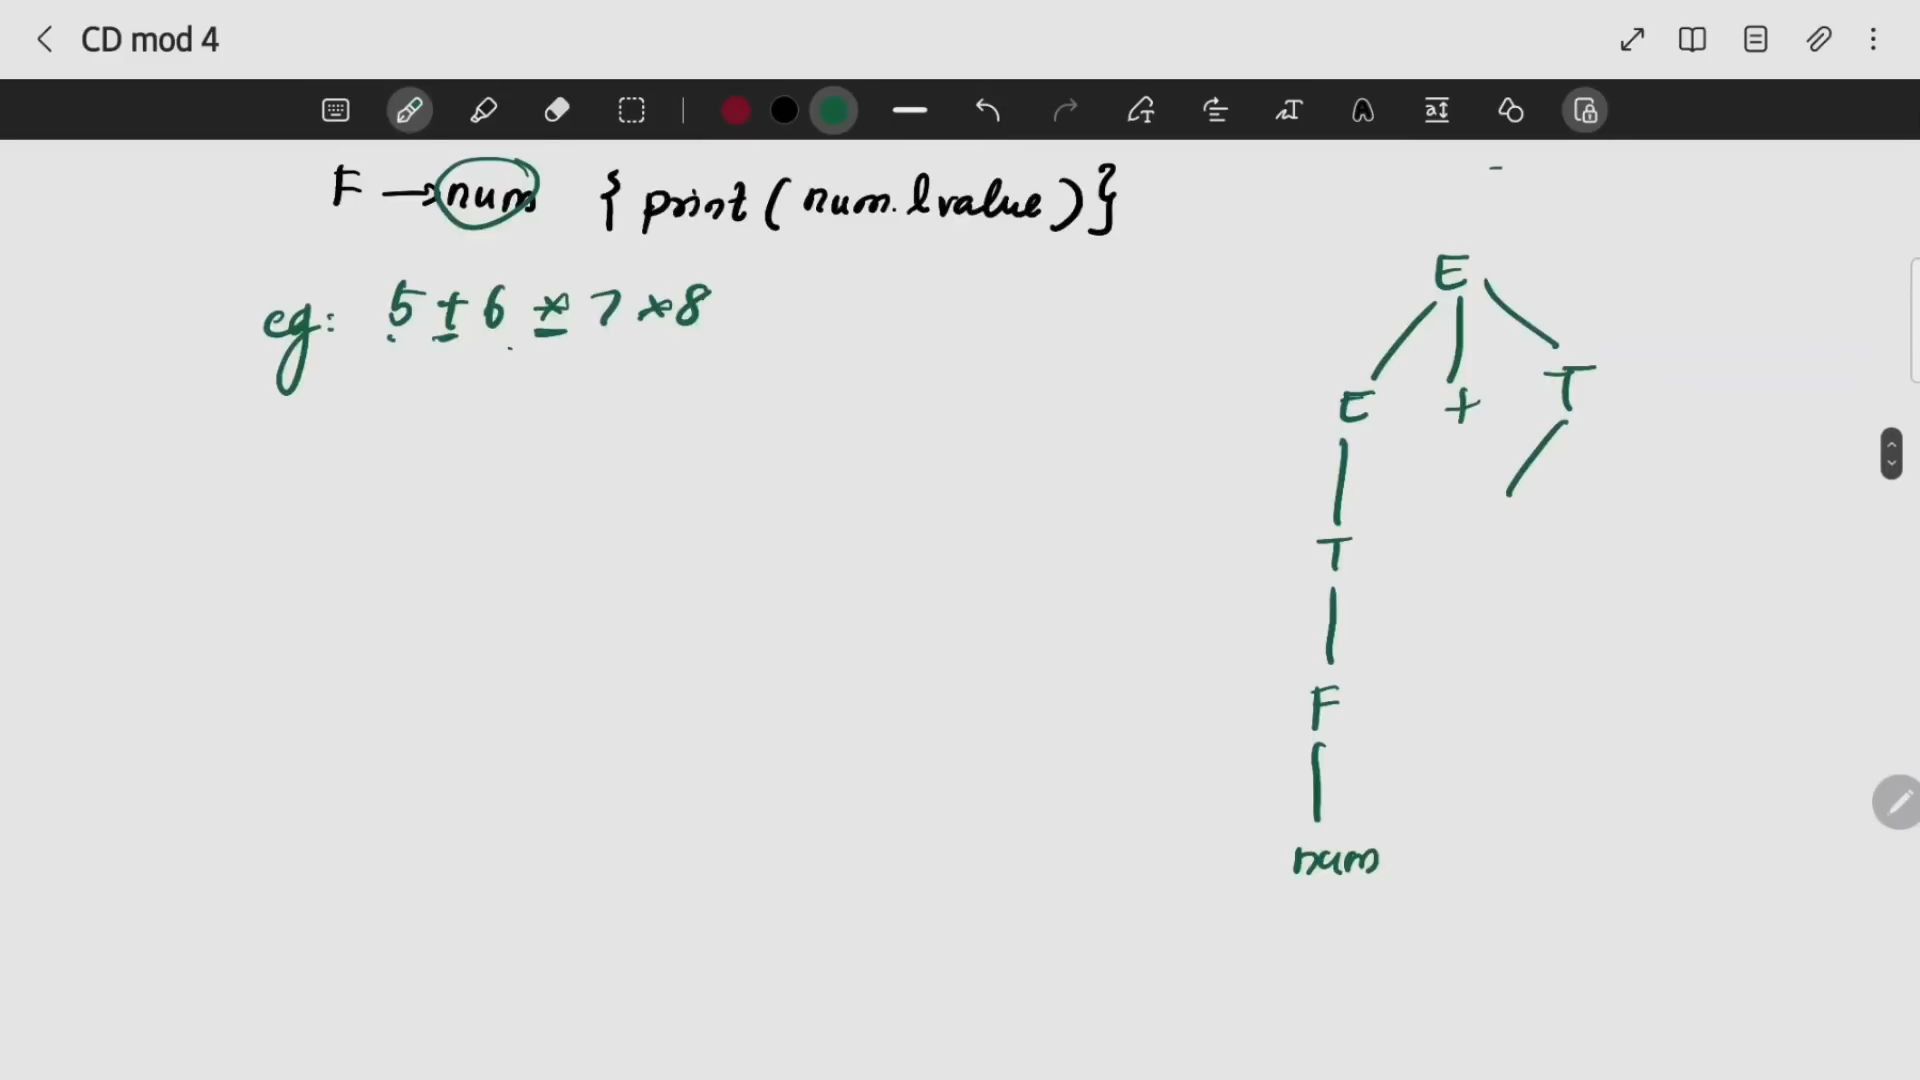 CD mod 4
F → num { print ( num. lvalue ) }
eg: 5 + 6 * 7 * 8
E
E + T
T
F
num